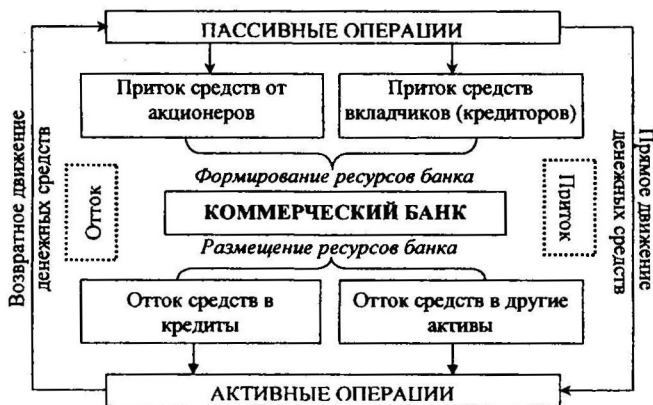 ПАССИВНЫЕ ОПЕРАЦИИ
Приток средств от
акционеров
Приток средств
вкладчиков (кредиторов)
Формирование ресурсов банка
Возвратное движение
денежных средств
Отток
КОММЕРЧЕСКИЙ БАНК
Приток
Прямое движение
денежных средств
Размещение ресурсов банка
Отток средств в
кредиты
Отток средств в другие
активы
АКТИВНЫЕ ОПЕРАЦИИ